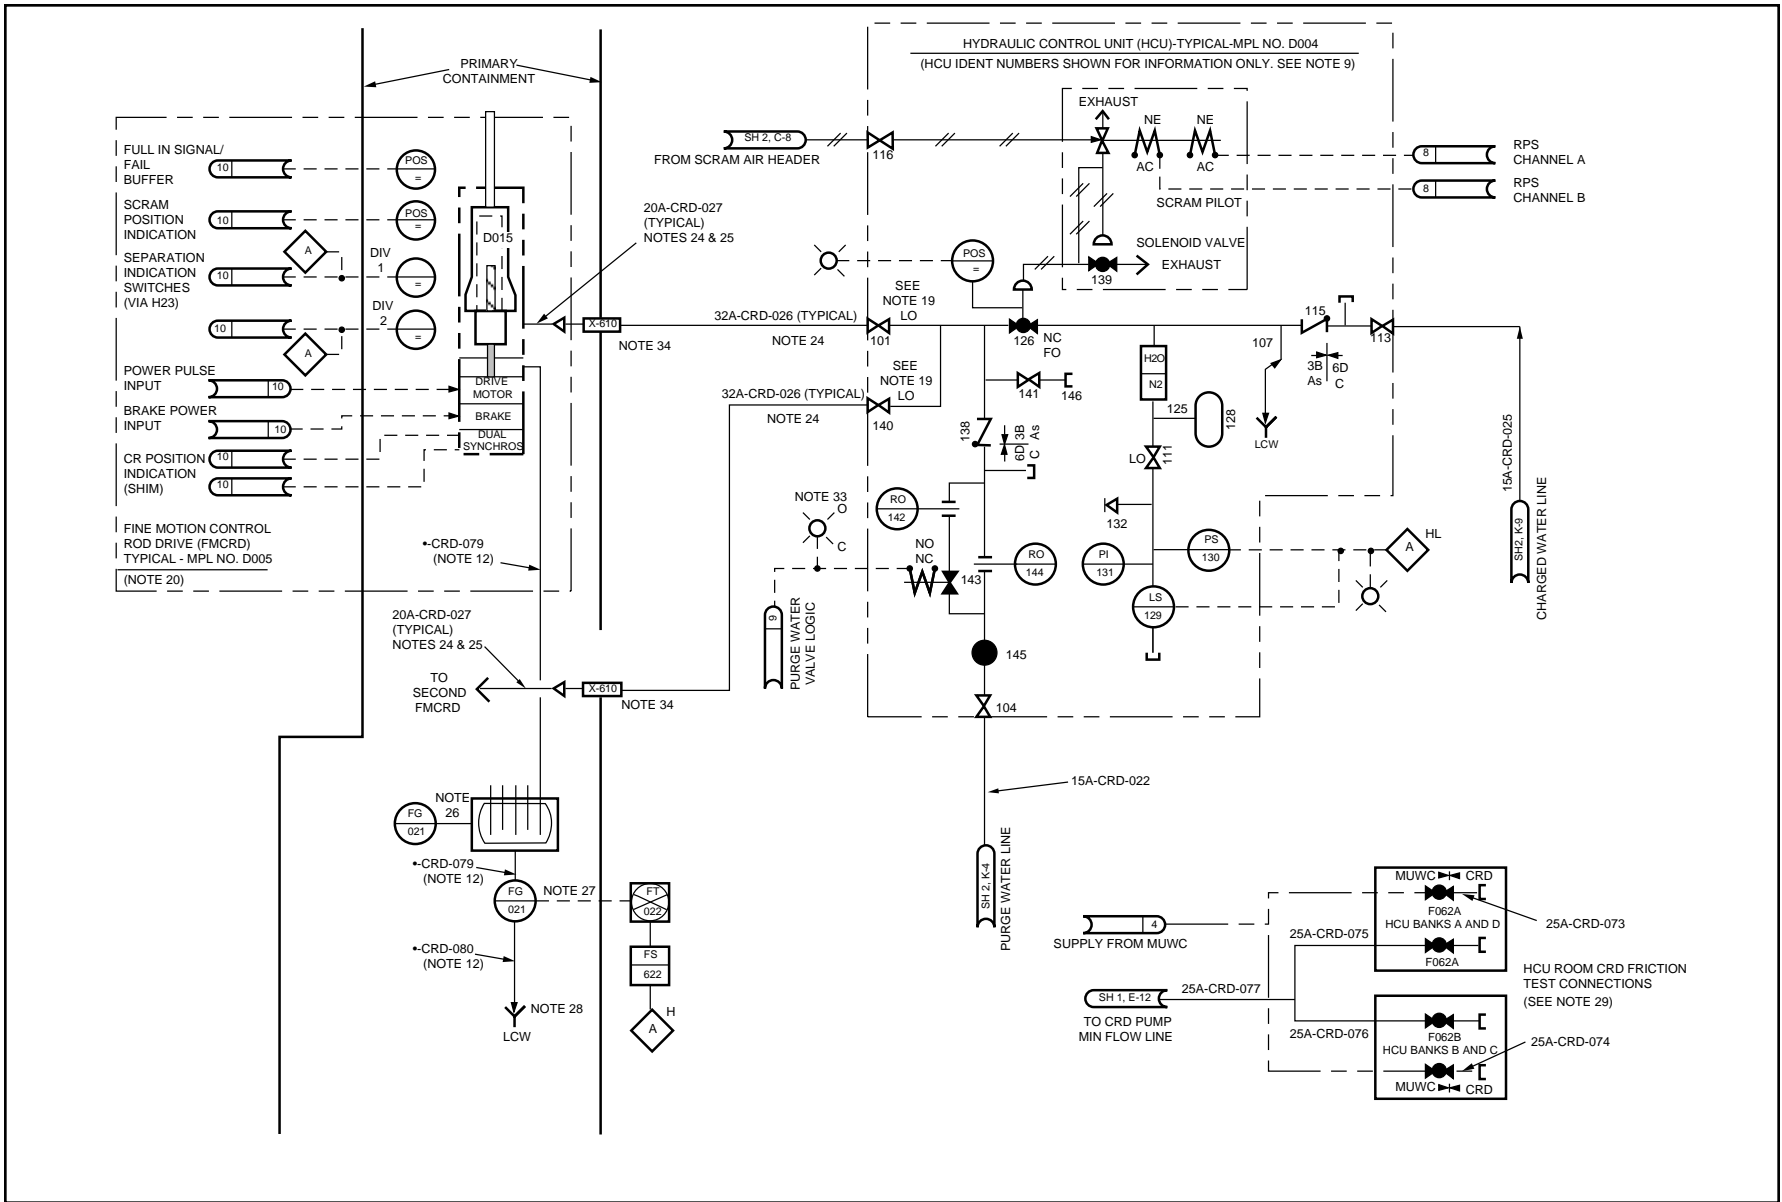 PRIMARY
CONTAINMENT
HYDRAULIC CONTROL UNIT (HCU)-TYPICAL-MPL NO. D004
(HCU IDENT NUMBERS SHOWN FOR INFORMATION ONLY. SEE NOTE 9)
FULL IN SIGNAL/
FAIL
BUFFER
10
POS
=
SCRAM
POSITION
INDICATION
10
POS
=
SEPARATION
INDICATION
SWITCHES
(VIA H23)
A
10
DIV
1
=
DIV
2
10
=
A
POWER PULSE
INPUT
10
BRAKE POWER
INPUT
10
CR POSITION
INDICATION
(SHIM)
10
10
D015
DRIVE
MOTOR
BRAKE
DUAL
SYNCHROS
FINE MOTION CONTROL
ROD DRIVE (FMCRD)
TYPICAL - MPL NO. D005
(NOTE 20)
•-CRD-079
(NOTE 12)
20A-CRD-027
(TYPICAL)
NOTES 24 & 25
X-610
NOTE 34
20A-CRD-027
(TYPICAL)
NOTES 24 & 25
TO
SECOND
FMCRD
X-610
NOTE 34
SH 2, C-8
FROM SCRAM AIR HEADER
116
EXHAUST
NE
NE
AC
AC
SCRAM PILOT
SOLENOID VALVE
EXHAUST
139
8
RPS
CHANNEL A
8
RPS
CHANNEL B
POS
=
SEE
NOTE 19
LO
32A-CRD-026 (TYPICAL)
NOTE 24
101
SEE
NOTE 19
LO
32A-CRD-026 (TYPICAL)
NOTE 24
140
126
NC
FO
141
146
138
6D 3B
C As
H2O
N2
125
128
LO
111
107
LCW
115
113
3B
As
6D
C
15A-CRD-025
SH2, K-9
CHARGED WATER LINE
NOTE 33
O
C
RO
142
NO
NC
143
RO
144
9
PURGE WATER
VALVE LOGIC
145
104
132
PI
131
PS
130
LS
129
A
HL
15A-CRD-022
SH 2, K-4
PURGE WATER LINE
NOTE
26
FG
021
•-CRD-079
(NOTE 12)
FG
021
NOTE 27
FT
022
•-CRD-080
(NOTE 12)
NOTE 28
LCW
FS
622
A
H
4
SUPPLY FROM MUWC
SH 1, E-12
TO CRD PUMP
MIN FLOW LINE
25A-CRD-077
25A-CRD-075
25A-CRD-076
MUWC
CRD
F062A
HCU BANKS A AND D
F062A
25A-CRD-073
HCU ROOM CRD FRICTION
TEST CONNECTIONS
(SEE NOTE 29)
F062B
HCU BANKS B AND C
25A-CRD-074
MUWC
CRD